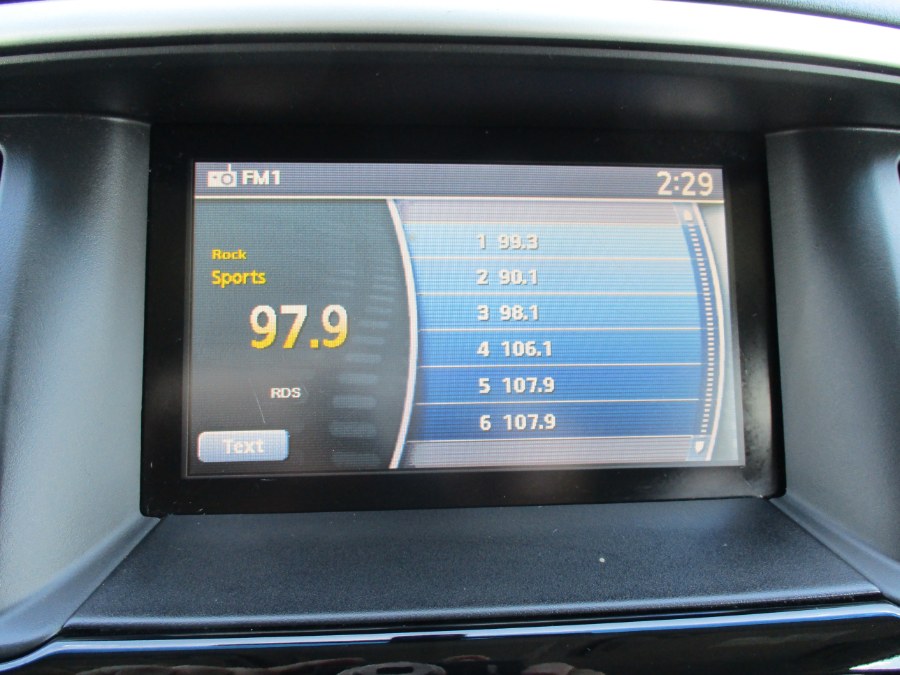 FM1
2:29
Rock
Sports
97.9
RDS
Text
1 99.3
2 90.1
3 98.1
4 106.1
5 107.9
6 107.9